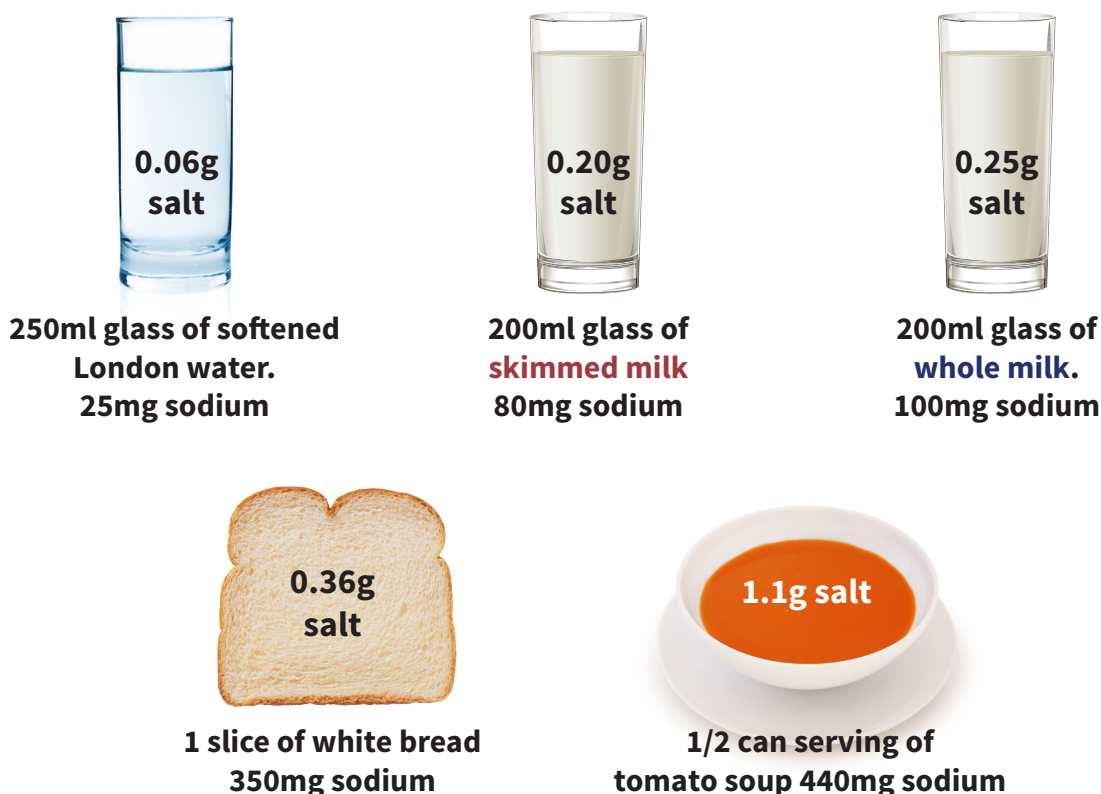 0.06g
salt
0.20g
salt
0.25g
salt
250ml glass of softened
London water.
25mg sodium
200ml glass of
skimmed milk
80mg sodium
200ml glass of
whole milk.
100mg sodium
0.36g
salt
1.1g salt
1 slice of white bread
350mg sodium
1/2 can serving of
tomato soup 440mg sodium